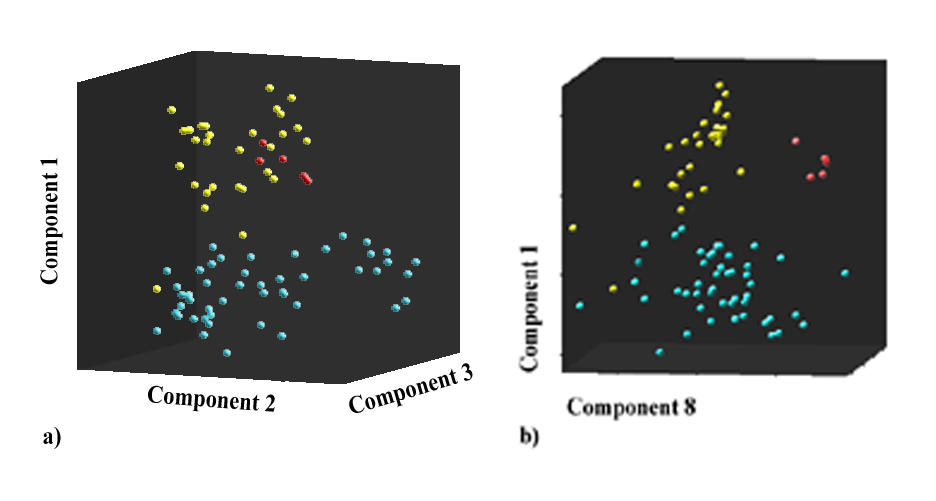 Component 1
Component 2
Component 3
a)
Component 1
Component 8
b)